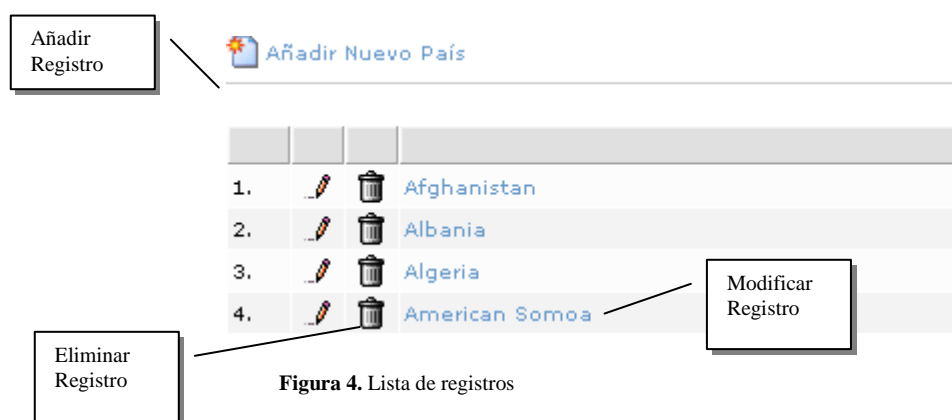 Añadir
Registro
Añadir Nuevo País
1. Afghanistan
2. Albania
3. Algeria
4. American Somoa
Modificar
Registro
Eliminar
Registro
Figura 4. Lista de registros